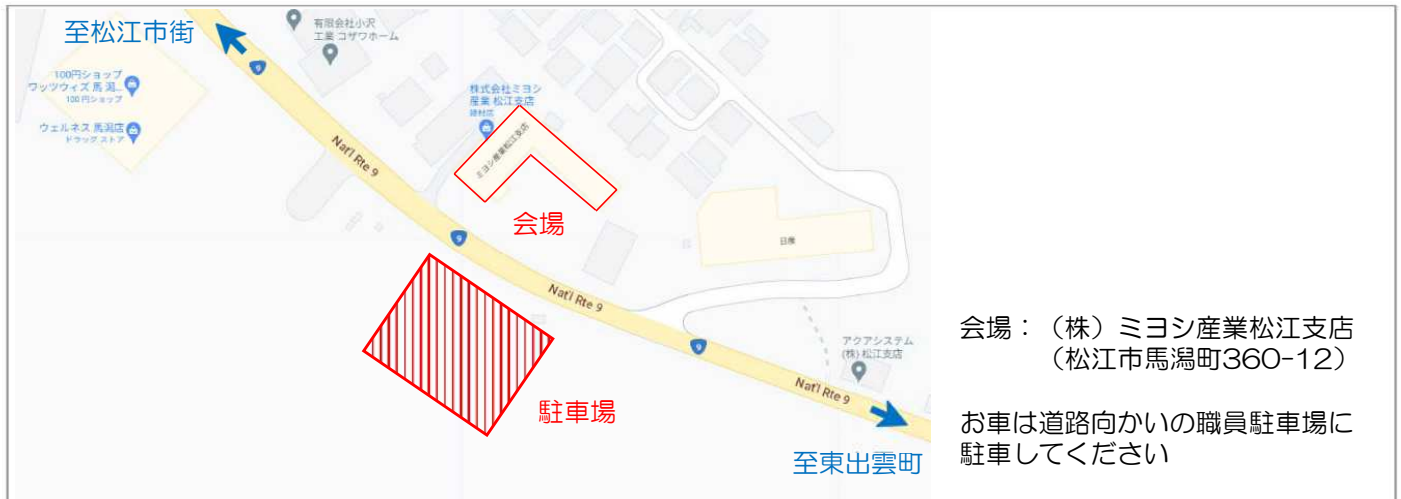 至松江市街
有限会社小沢
工業 コザワホーム
100円ショップ
ワッツウィズ 馬潟...
100 円ショップ
ウェルネス 馬潟店
ドラッグ ストア
株式会社ミヨシ
産業 松江支店
建材店
ミヨシ産業松江支店
9
Nat'l Rte 9
会場
9
日産
Nat'l Rte 9
駐車場
9
アクアシステム
(株) 松江支店
Nat'l Rte 9
至東出雲町
会場：（株）ミヨシ産業松江支店
（松江市馬潟町360-12）
お車は道路向かいの職員駐車場に
駐車してください